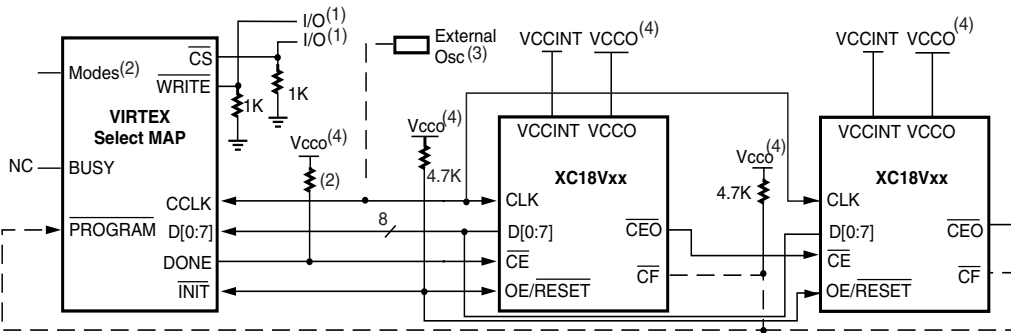 I/O(1)
I/O(1)
External
Osc(3)
VCCINT VCCO(4)
VCCINT VCCO(4)
CS
Modes(2)
WRITE
1K
1K
VIRTEX
Select MAP
Vcco(4)
Vcco(4)
VCCINT VCCO
VCCINT VCCO
NC
BUSY
(2)
4.7K
XC18Vxx
Vcco(4)
4.7K
XC18Vxx
CCLK
CLK
CLK
PROGRAM
D[0:7]
8
D[0:7]
CEO
D[0:7]
CEO
DONE
CE
CF
CE
CF
INIT
OE/RESET
OE/RESET